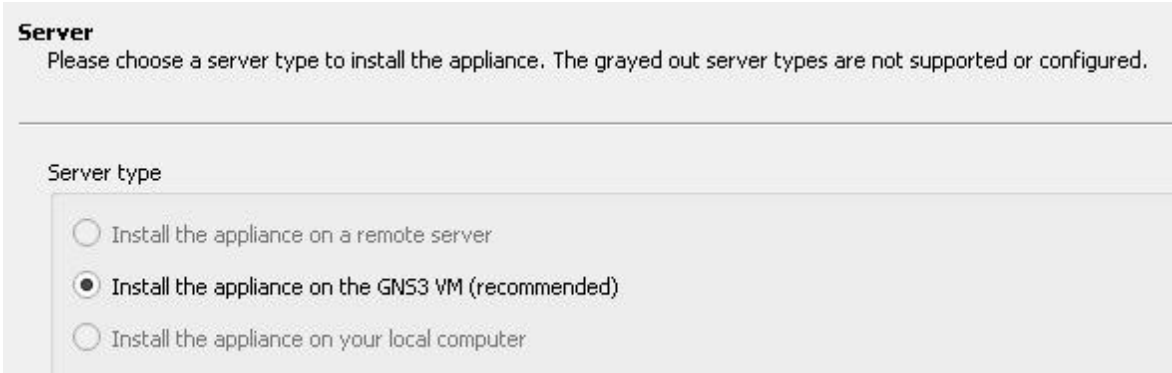 Server
Please choose a server type to install the appliance. The grayed out server types are not supported or configured.
Server type
Install the appliance on a remote server
Install the appliance on the GNS3 VM (recommended)
Install the appliance on your local computer